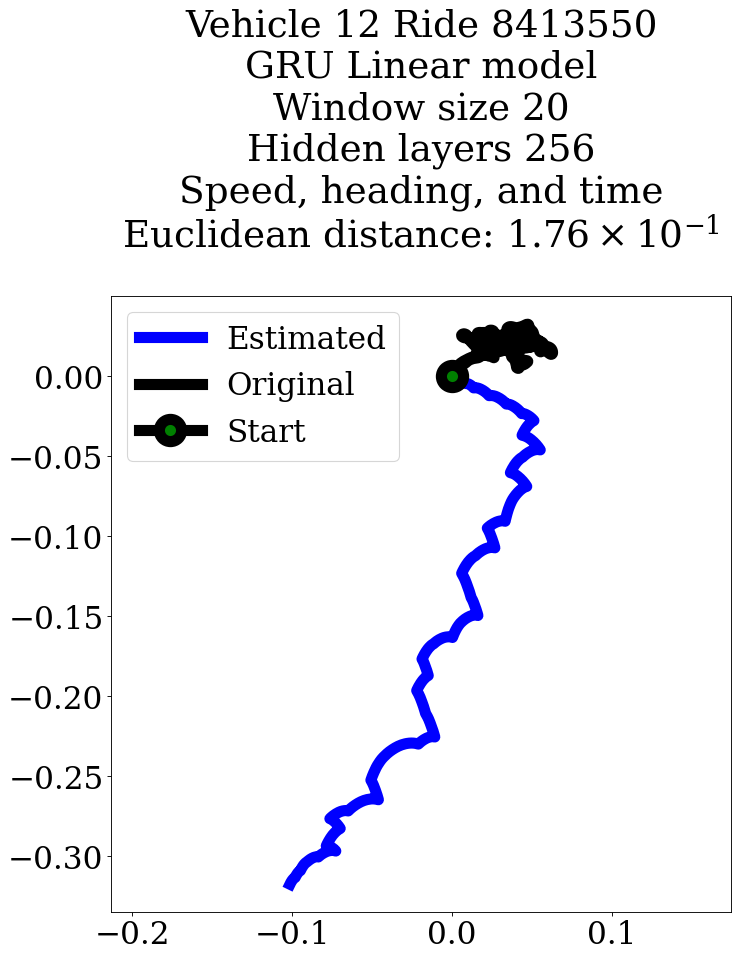 Vehicle 12 Ride 8413550
GRU Linear model
Window size 20
Hidden layers 256
Speed, heading, and time
Euclidean distance: 1.76 × 10⁻¹
Estimated
Original
Start
0.00
−0.05
−0.10
−0.15
−0.20
−0.25
−0.30
−0.2 −0.1 0.0 0.1